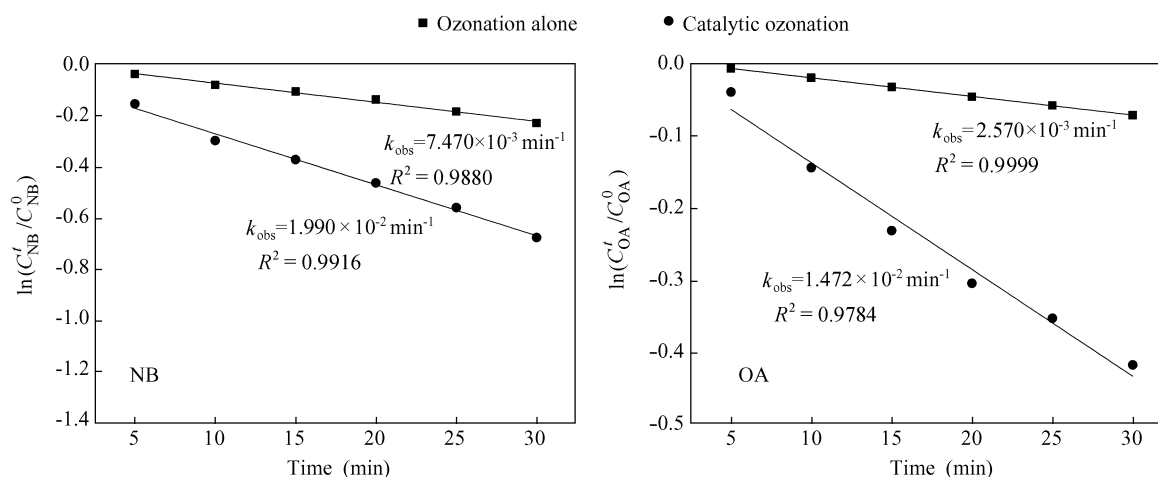 Ozonation alone
Catalytic ozonation
ln(C^t_NB/C^0_NB)
0.0
-0.2
-0.4
-0.6
-0.8
-1.0
-1.2
-1.4
k_obs=7.470×10^-3 min^-1
R^2 = 0.9880
k_obs=1.990 × 10^-2 min^-1
R^2 = 0.9916
NB
5 10 15 20 25 30
Time (min)
ln(C^t_OA/C^0_OA)
0.0
-0.1
-0.2
-0.3
-0.4
-0.5
k_obs=2.570×10^-3 min^-1
R^2 = 0.9999
k_obs=1.472 × 10^-2 min^-1
R^2 = 0.9784
OA
5 10 15 20 25 30
Time (min)